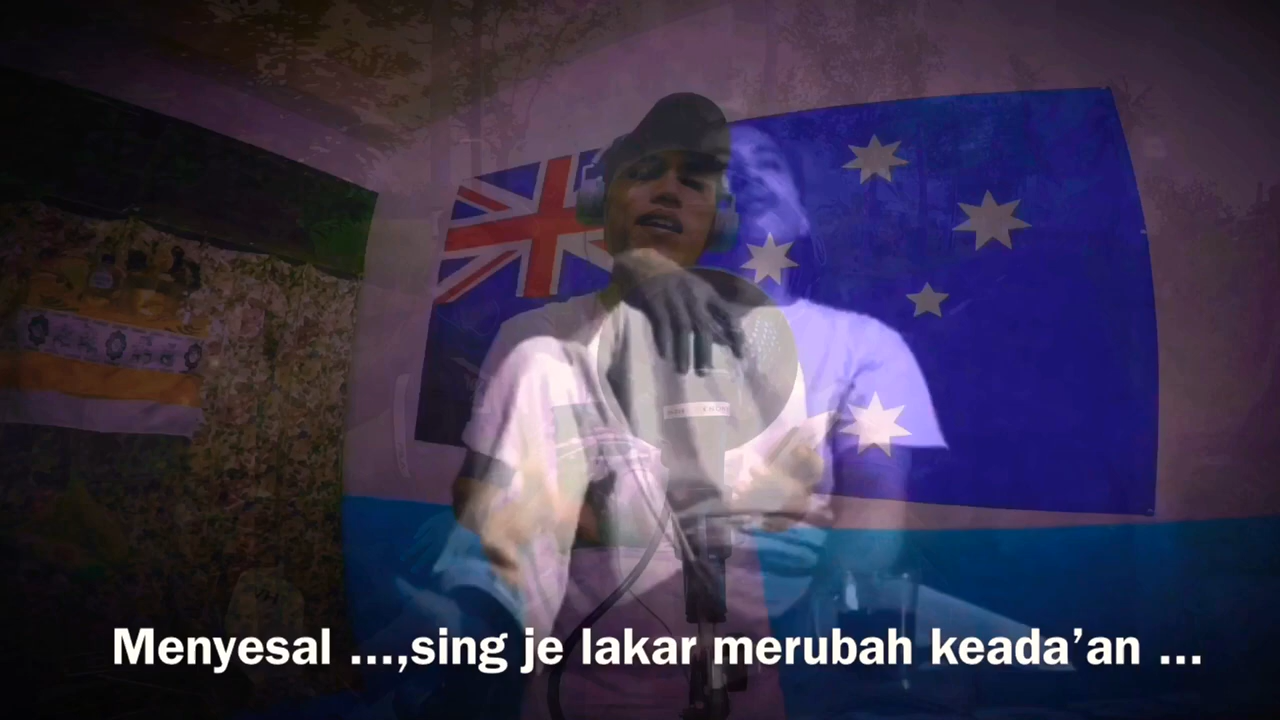 Menyesal ...,sing je lakar merubah keada’an ...